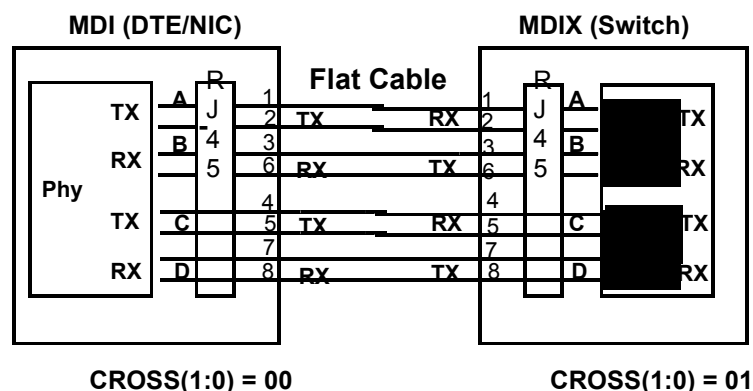 MDI (DTE/NIC) MDIX (Switch)
Flat Cable
R R
TX A J 1 1 J A TX
- 2 TX RX 2
B 4 3 3 4 B
RX 5 6 RX TX 6 5 RX
Phy
4 4
TX C 5 TX RX 5 C TX
7 7
RX D 8 RX TX 8 D RX
CROSS(1:0) = 00 CROSS(1:0) = 01